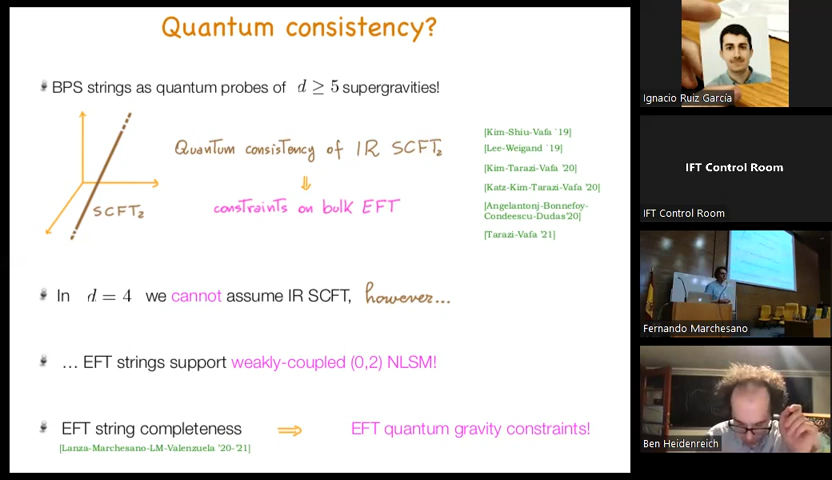 Quantum consistency?
BPS strings as quantum probes of d ≥ 5 supergravities!
SCFT₂
Quantum consistency of IR SCFT₂
⇓
constraints on bulk EFT
[Kim-Shiu-Vafa `19]
[Lee-Weigand `19]
[Kim-Tarazi-Vafa '20]
[Katz-Kim-Tarazi-Vafa '20]
[Angelantonj-Bonnefoy-
Condeescu-Dudas'20]
[Tarazi-Vafa '21]
In d = 4 we cannot assume IR SCFT, however...
... EFT strings support weakly-coupled (0,2) NLSM!
EFT string completeness ⟹ EFT quantum gravity constraints!
[Lanza-Marchesano-LM-Valenzuela '20-'21]
Ignacio Ruiz García
IFT Control Room
IFT Control Room
Fernando Marchesano
Ben Heidenreich